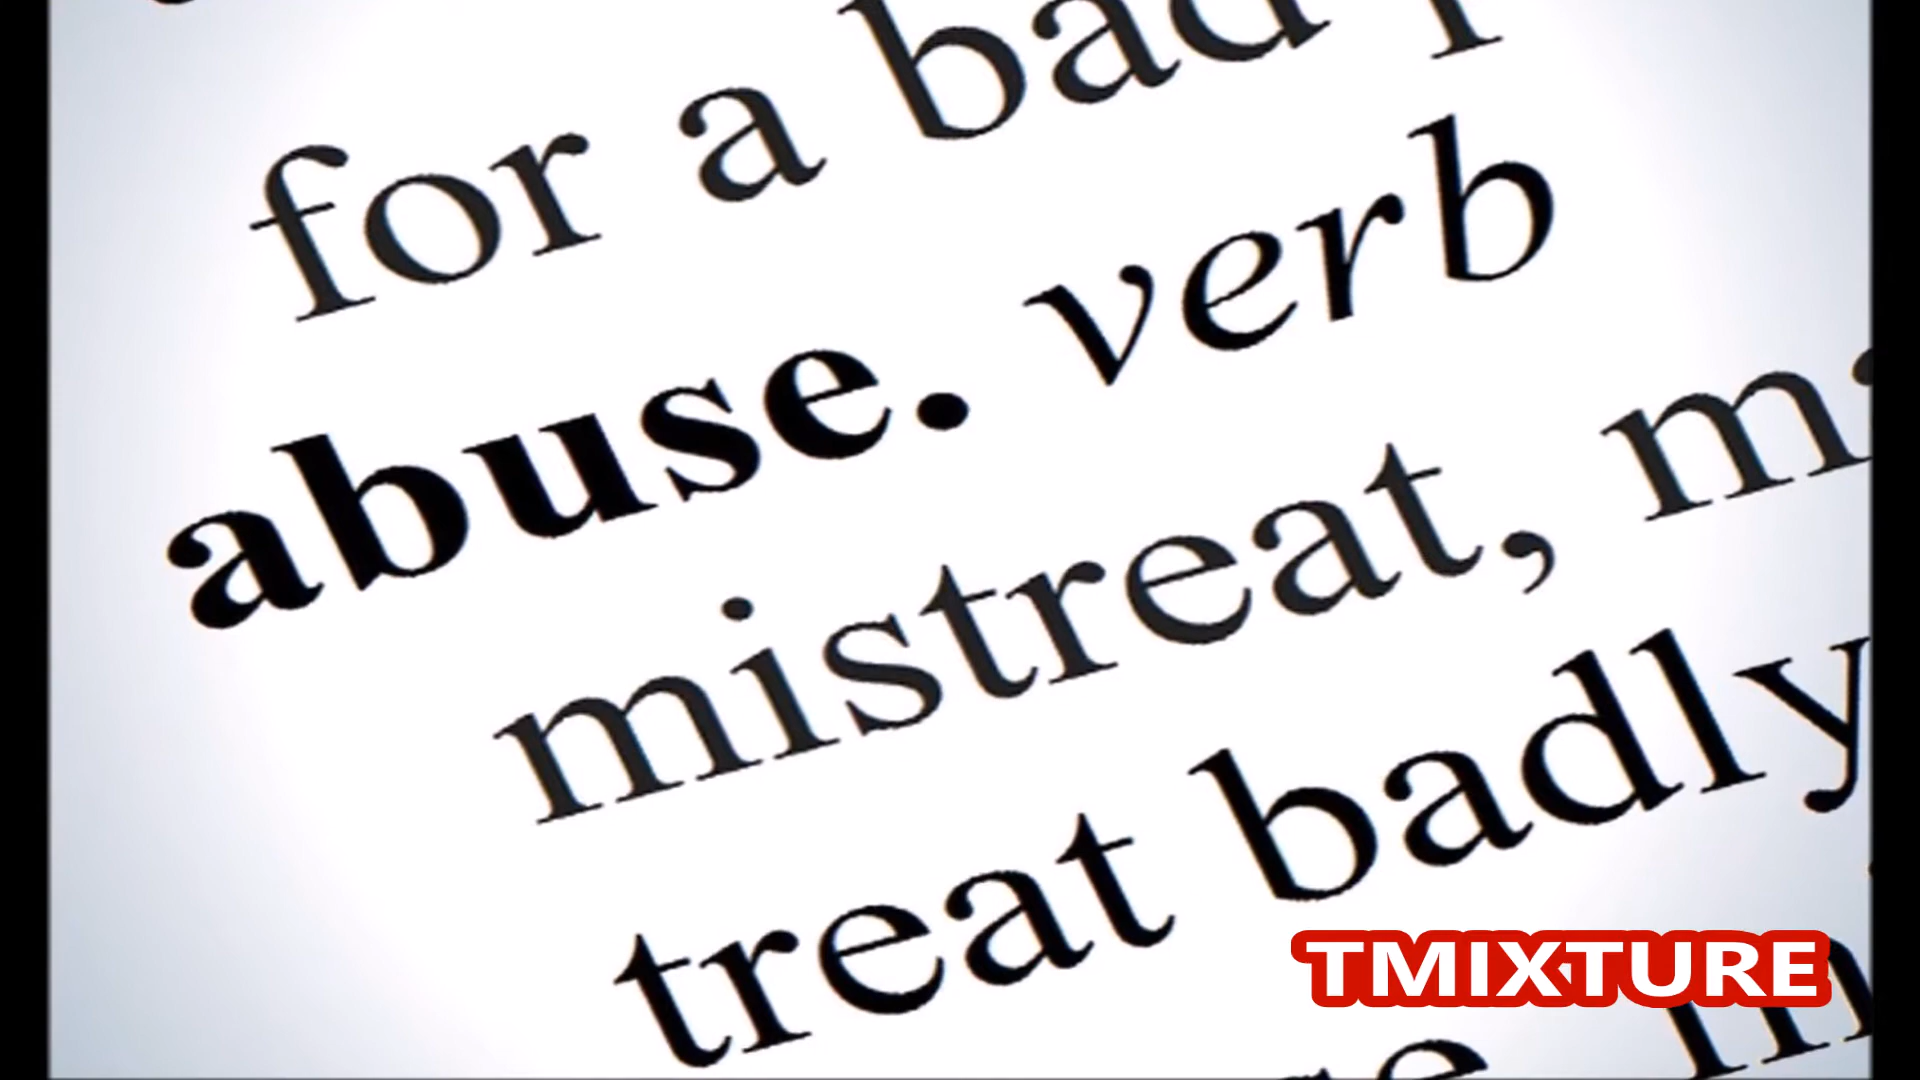 for a bad
abuse. verb
mistreat,
treat badly
TMIXTURE